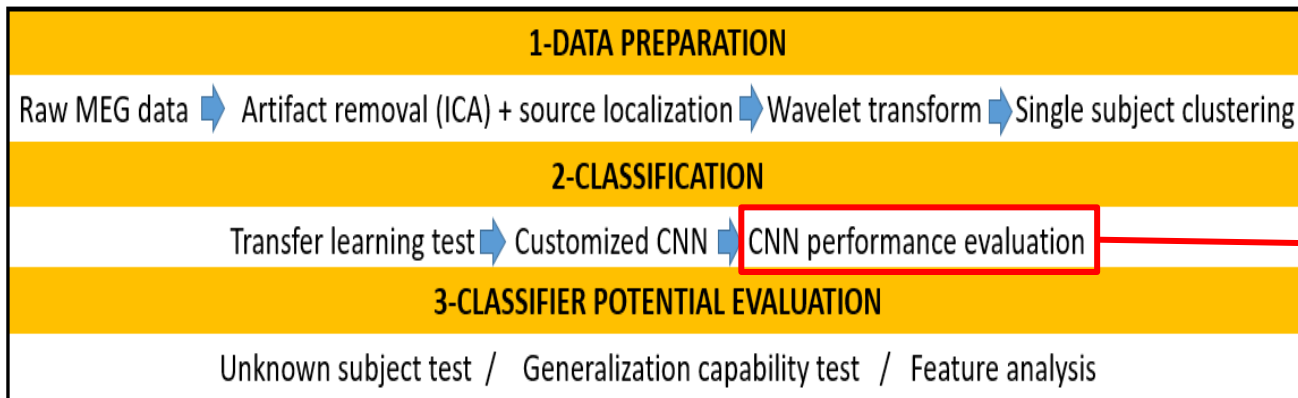 1-DATA PREPARATION
Raw MEG data Artifact removal (ICA) + source localization Wavelet transform Single subject clustering
2-CLASSIFICATION
Transfer learning test Customized CNN CNN performance evaluation
3-CLASSIFIER POTENTIAL EVALUATION
Unknown subject test / Generalization capability test / Feature analysis